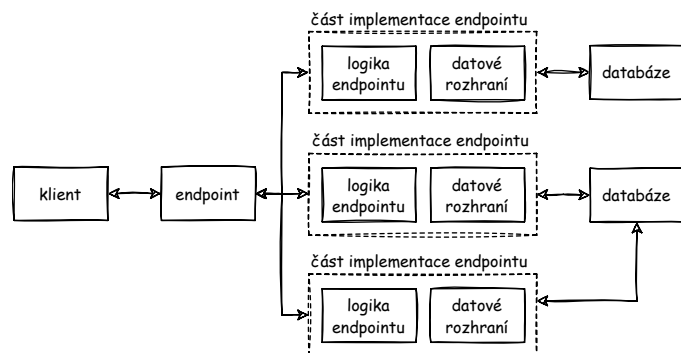 část implementace endpointu
logika
endpointu
datové
rozhraní
databáze
část implementace endpointu
klient
endpoint
logika
endpointu
datové
rozhraní
databáze
část implementace endpointu
logika
endpointu
datové
rozhraní